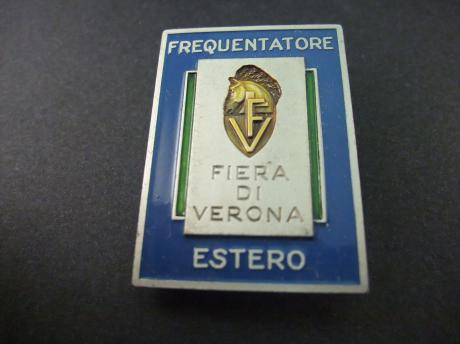 FREQUENTATORE
FV
FIERA
DI
VERONA
ESTERO